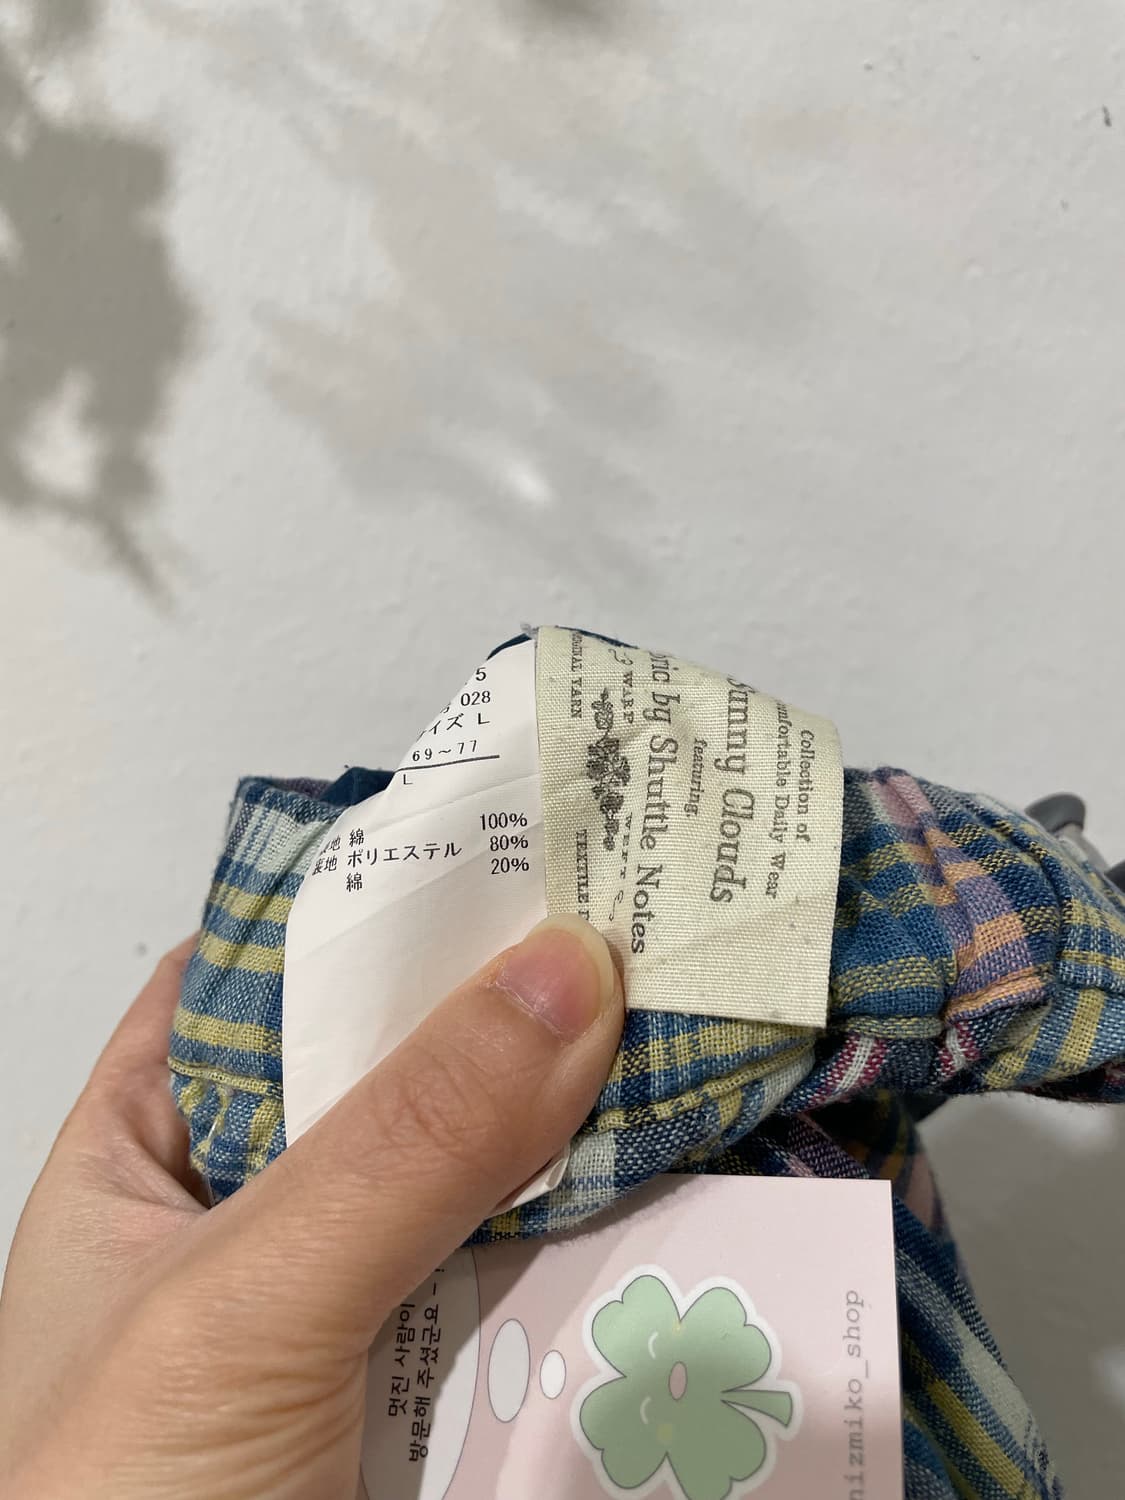 5
028
イズ L
69～77
L
地 綿 100%
裏地 ポリエステル 80%
綿 20%
Collection of
Comfortable Daily Wear
Sunny Clouds
featuring.
by Shuttle Notes
WARP WEFT
YARN TEXTILE
멋진 사람이
방문해 주셨군요 ~
mizmiko_shop